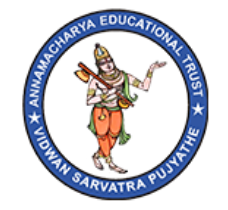 ANNAMACHARYA EDUCATIONAL TRUST
VIDWAN SARVATRA PUJYATHE